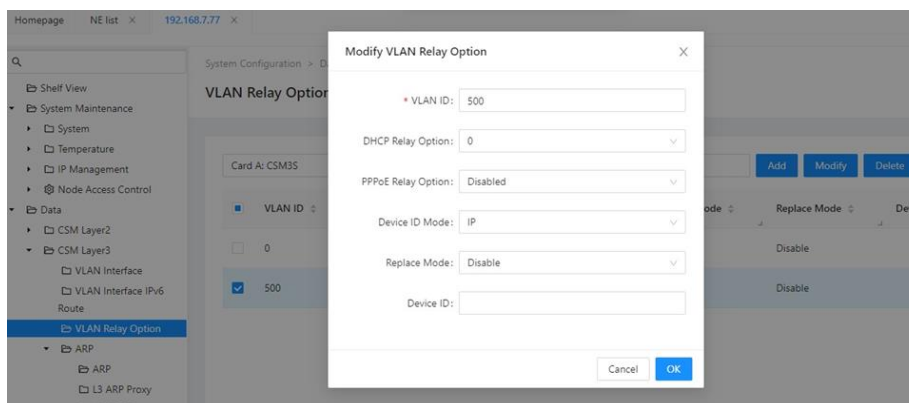 Homepage NE list × 192.168.7.77 ×
System Configuration > D
Shelf View
VLAN Relay Option
System Maintenance
System
Temperature
IP Management
Node Access Control
Data
CSM Layer2
CSM Layer3
VLAN Interface
VLAN Interface IPv6
Route
VLAN Relay Option
ARP
ARP
L3 ARP Proxy
Card A: CSM3S
Add Modify Delete
VLAN ID ode Replace Mode De
0 Disable
500 Disable
Modify VLAN Relay Option ×
* VLAN ID: 500
DHCP Relay Option: 0
PPPoE Relay Option: Disabled
Device ID Mode: IP
Replace Mode: Disable
Device ID:
Cancel OK